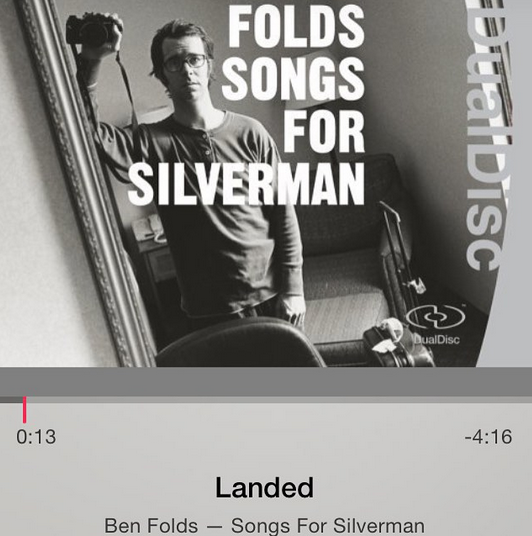 FOLDS
SONGS
FOR
SILVERMAN
DualDisc
DualDisc
0:13
-4:16
Landed
Ben Folds — Songs For Silverman